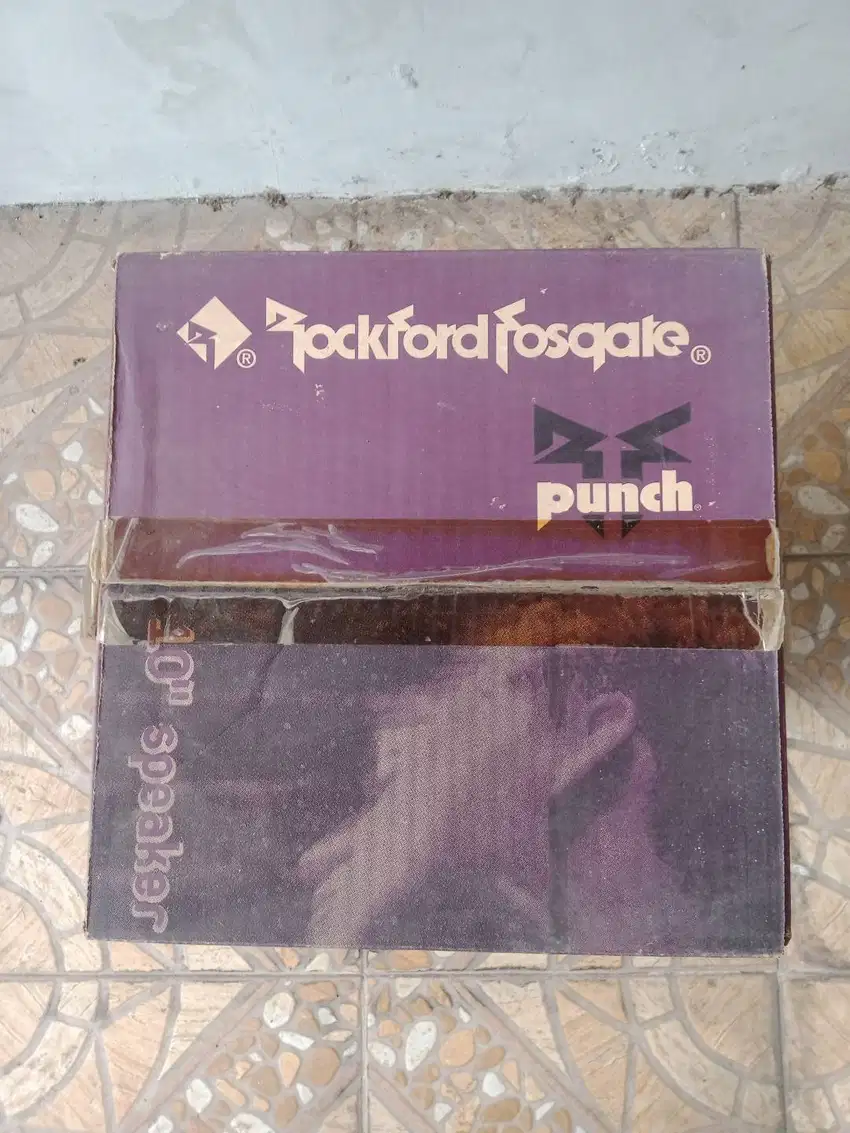 Rockford Fosgate®
punch®
10" speaker